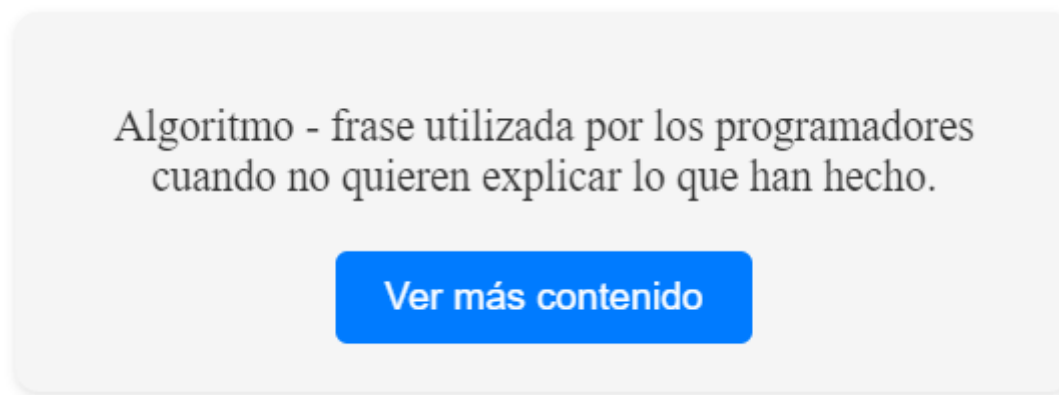 Algoritmo - frase utilizada por los programadores
cuando no quieren explicar lo que han hecho.
Ver más contenido